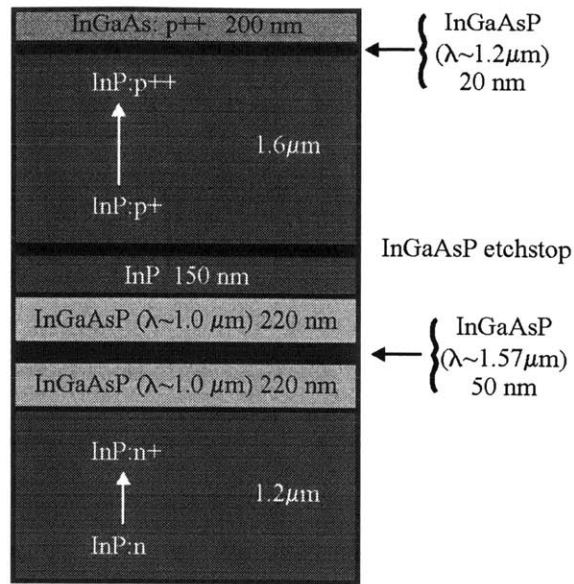 InGaAs: p++ 200 nm
InGaAsP
(λ~1.2μm)
20 nm
InP:p++
1.6μm
InP:p+
InGaAsP etchstop
InP 150 nm
InGaAsP (λ~1.0 μm) 220 nm
InGaAsP
(λ~1.57μm)
50 nm
InGaAsP (λ~1.0 μm) 220 nm
InP:n+
1.2μm
InP:n